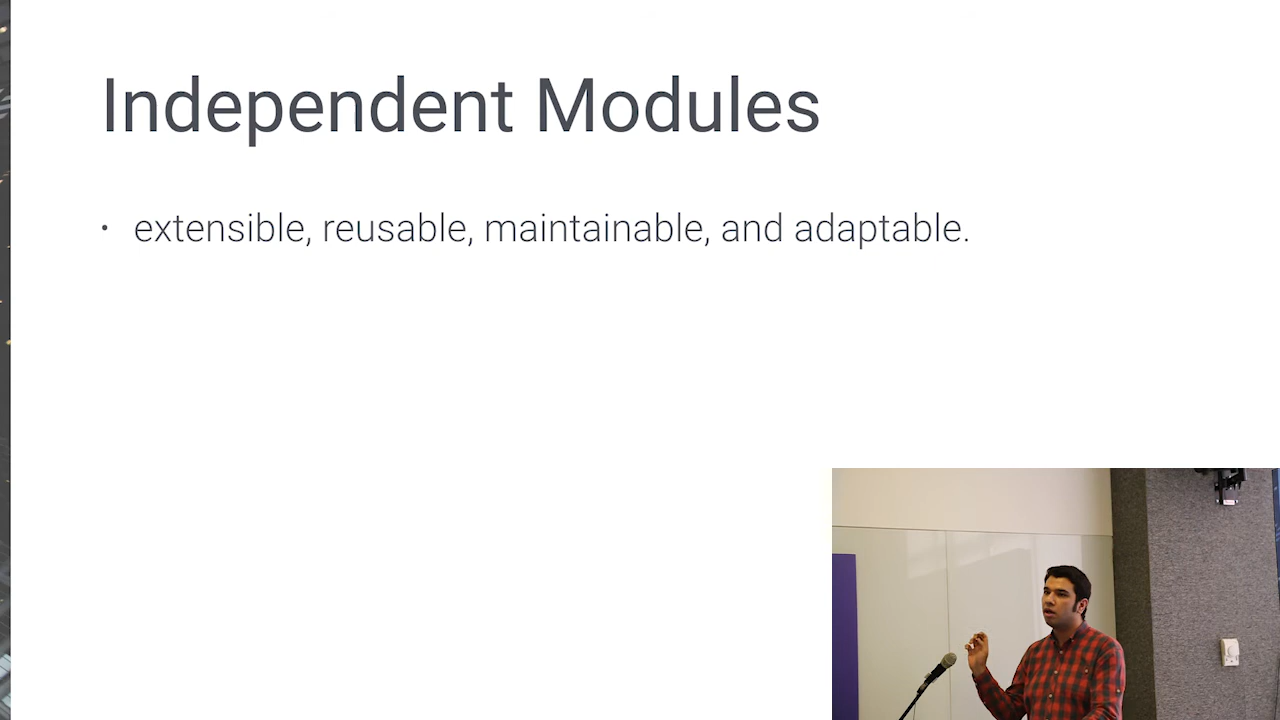 Independent Modules
• extensible, reusable, maintainable, and adaptable.